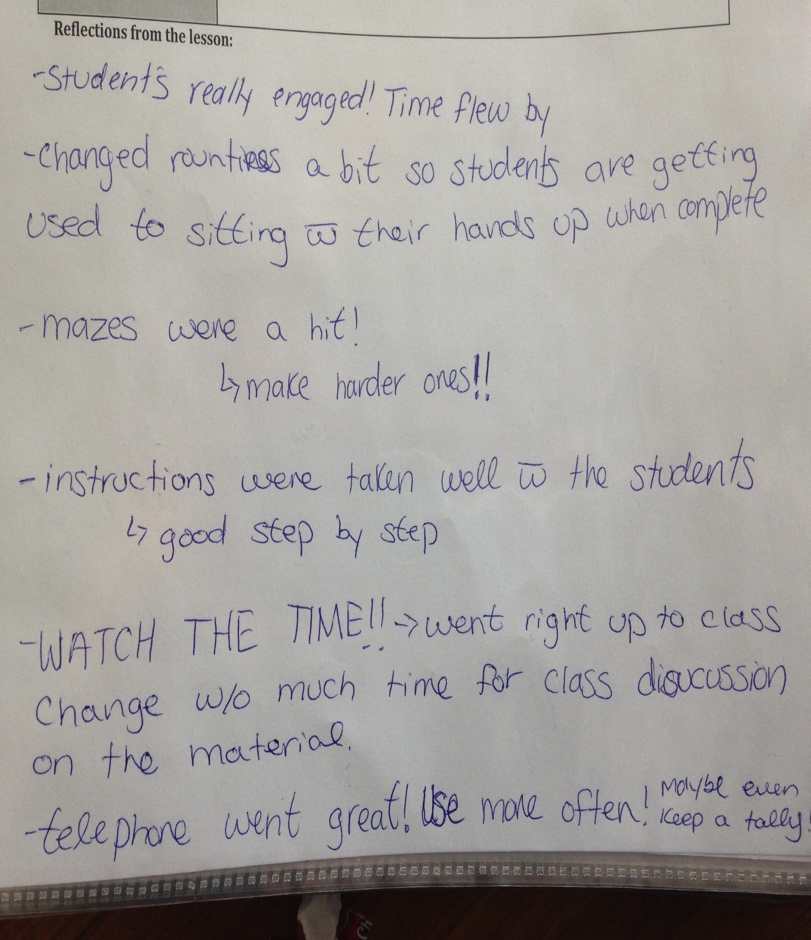 Reflections from the lesson:
-Students really engaged! Time flew by
-Changed rountines a bit so students are getting
used to sitting w̅ their hands up when complete
-mazes were a hit!
↳make harder ones!!
-instructions were taken well w̅ the students
↳ good step by step
-WATCH THE TIME!! →went right up to class
Change w/o much time for class disucussion
on the material.
-telephone went great! Use more often! Maybe even
keep a tally!